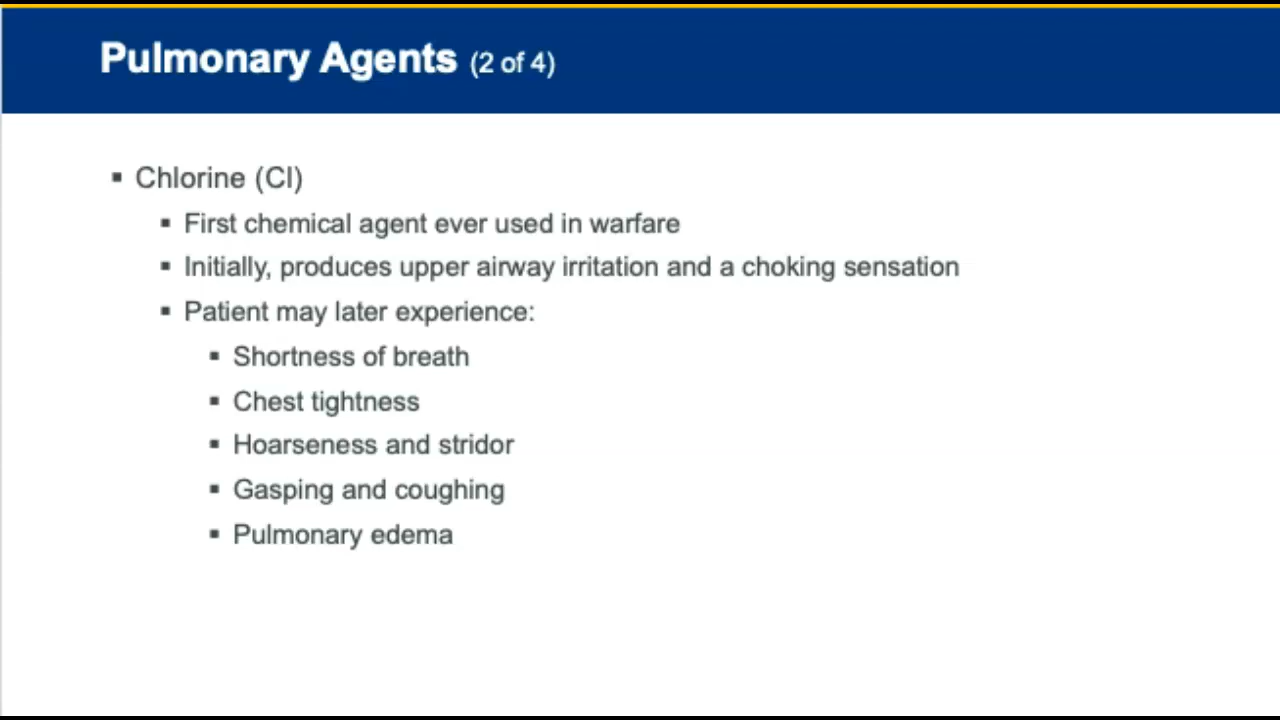 Pulmonary Agents (2 of 4)
▪ Chlorine (Cl)
▪ First chemical agent ever used in warfare
▪ Initially, produces upper airway irritation and a choking sensation
▪ Patient may later experience:
▪ Shortness of breath
▪ Chest tightness
▪ Hoarseness and stridor
▪ Gasping and coughing
▪ Pulmonary edema